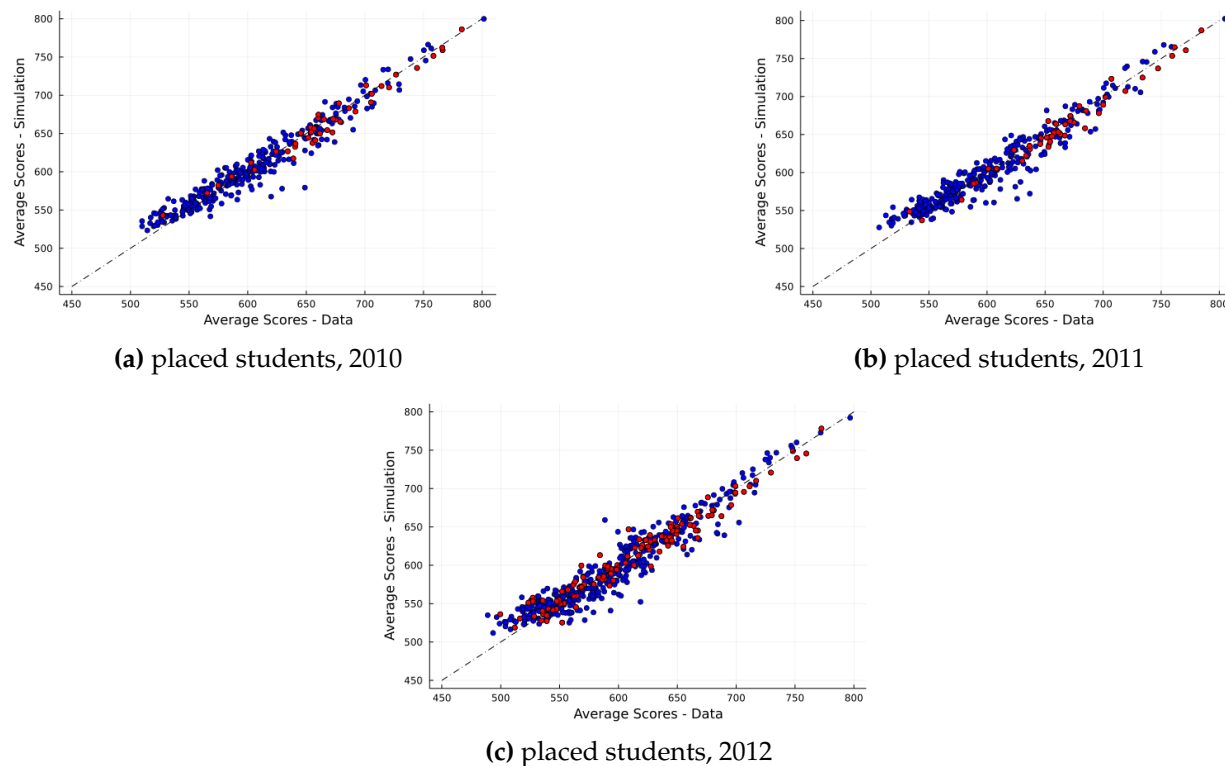 800
750
700
650
600
550
500
450
Average Scores - Simulation
450 500 550 600 650 700 750 800
Average Scores - Data
(a) placed students, 2010
800
750
700
650
600
550
500
450
Average Scores - Simulation
450 500 550 600 650 700 750 800
Average Scores - Data
(b) placed students, 2011
800
750
700
650
600
550
500
450
Average Scores - Simulation
450 500 550 600 650 700 750 800
Average Scores - Data
(c) placed students, 2012